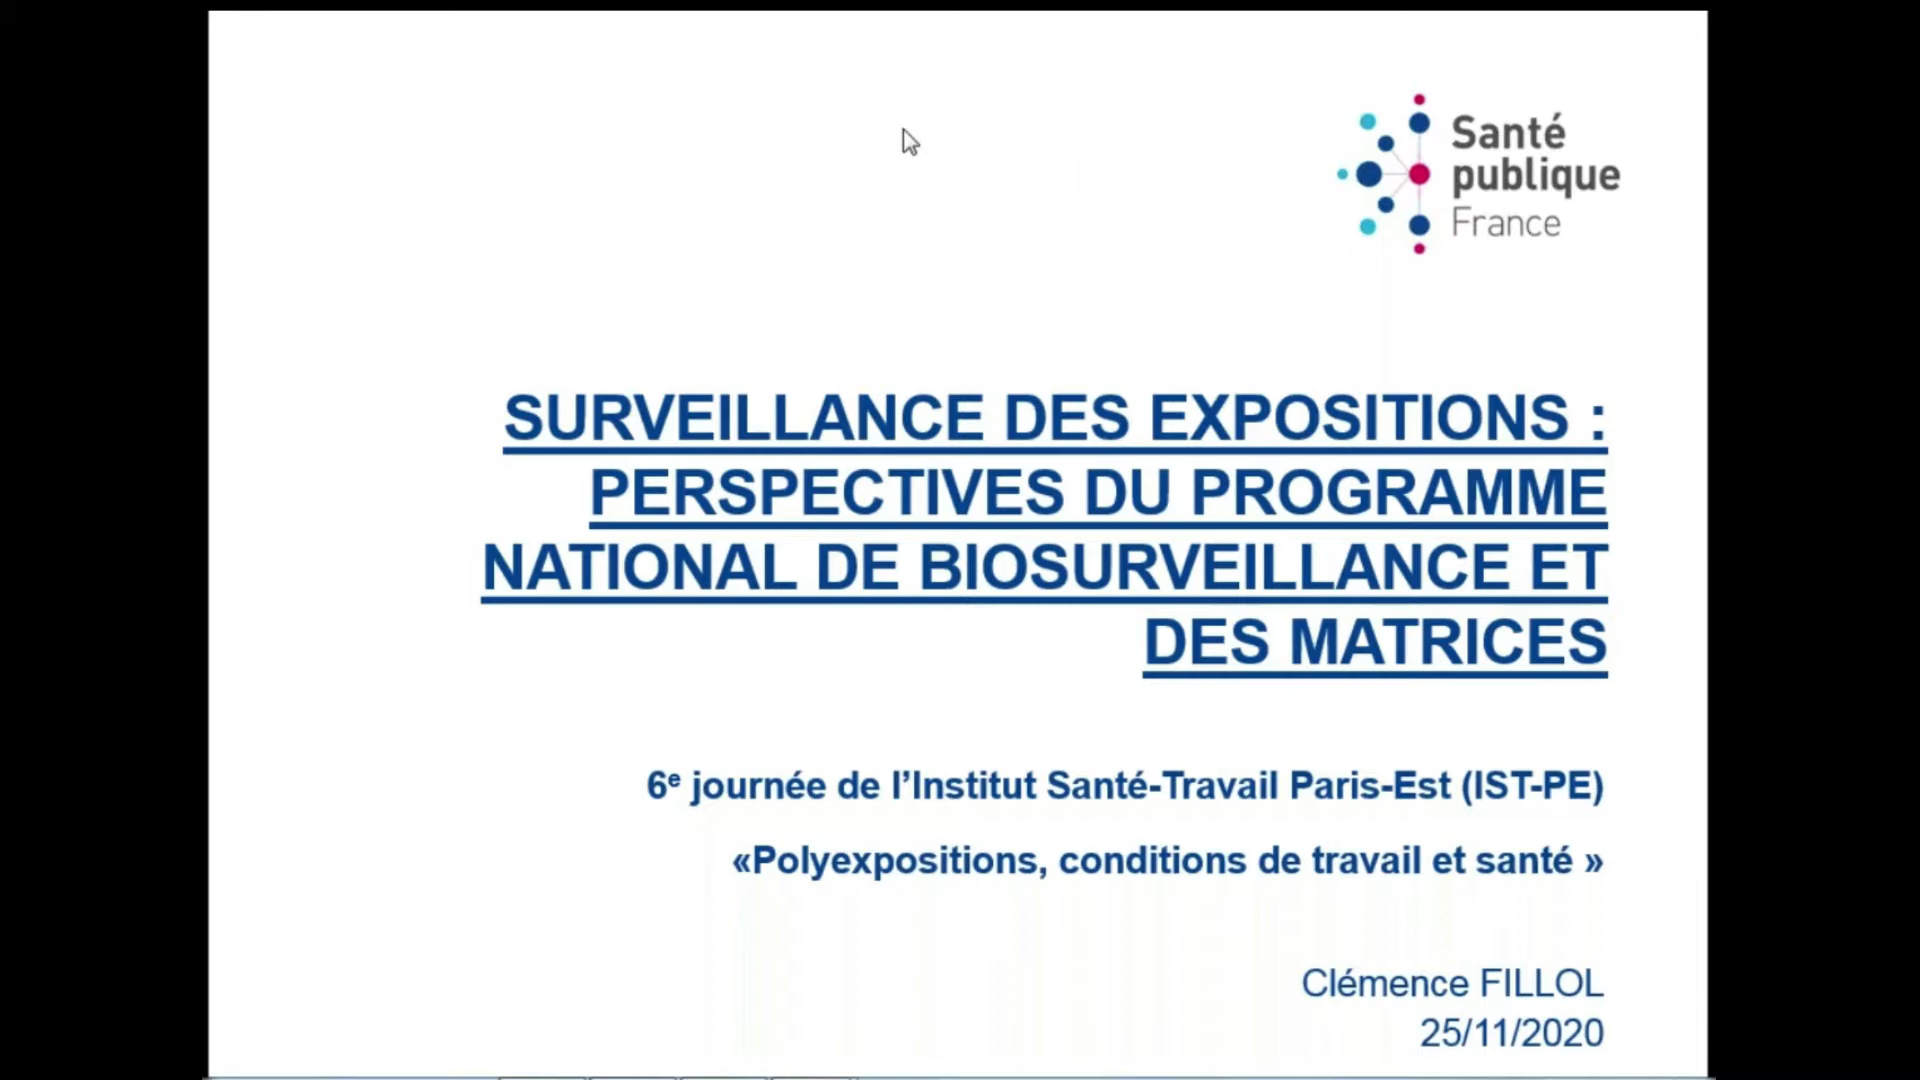 Santé
publique
France
SURVEILLANCE DES EXPOSITIONS :
PERSPECTIVES DU PROGRAMME
NATIONAL DE BIOSURVEILLANCE ET
DES MATRICES
6e journée de l’Institut Santé-Travail Paris-Est (IST-PE)
«Polyexpositions, conditions de travail et santé »
Clémence FILLOL
25/11/2020